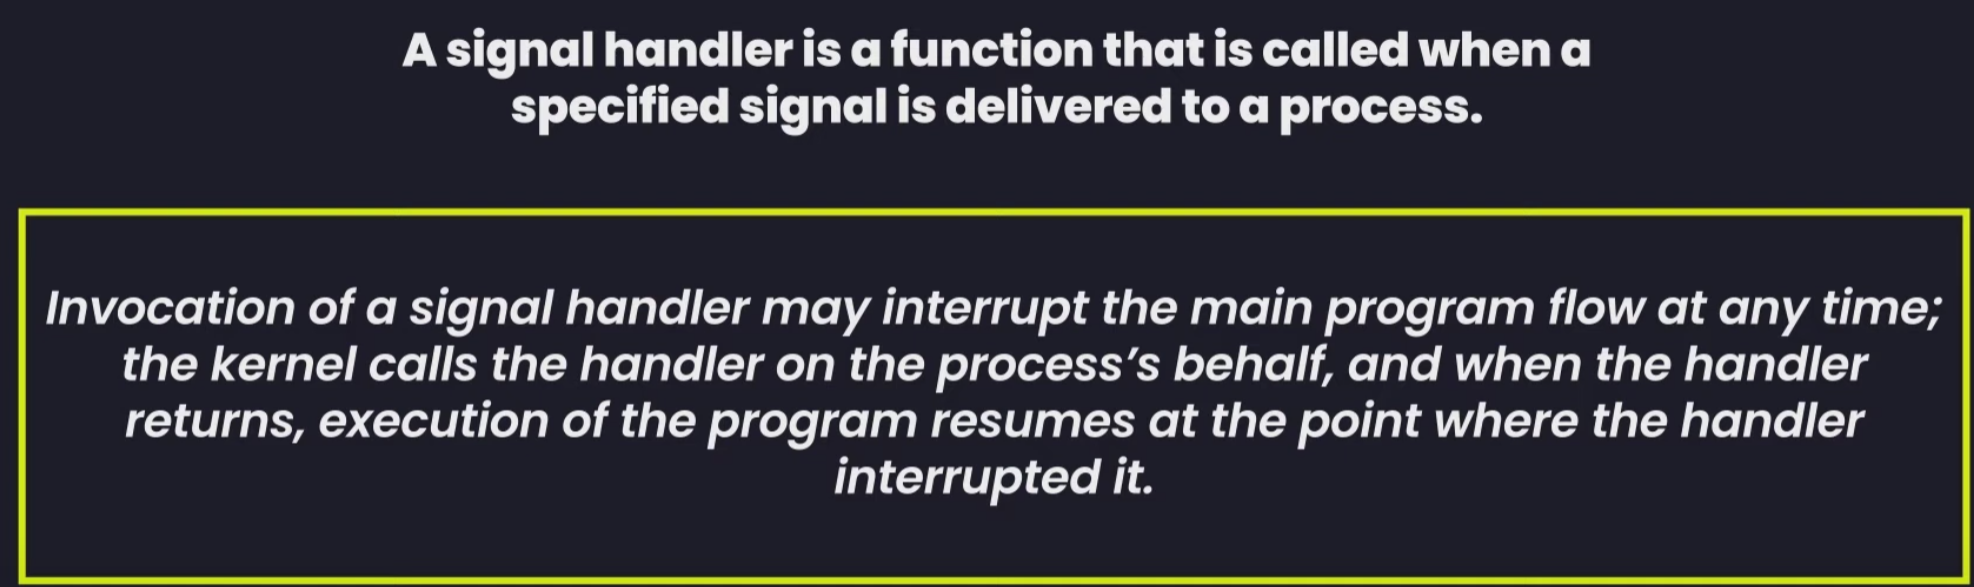 A signal handler is a function that is called when a
specified signal is delivered to a process.
Invocation of a signal handler may interrupt the main program flow at any time;
the kernel calls the handler on the process’s behalf, and when the handler
returns, execution of the program resumes at the point where the handler
interrupted it.